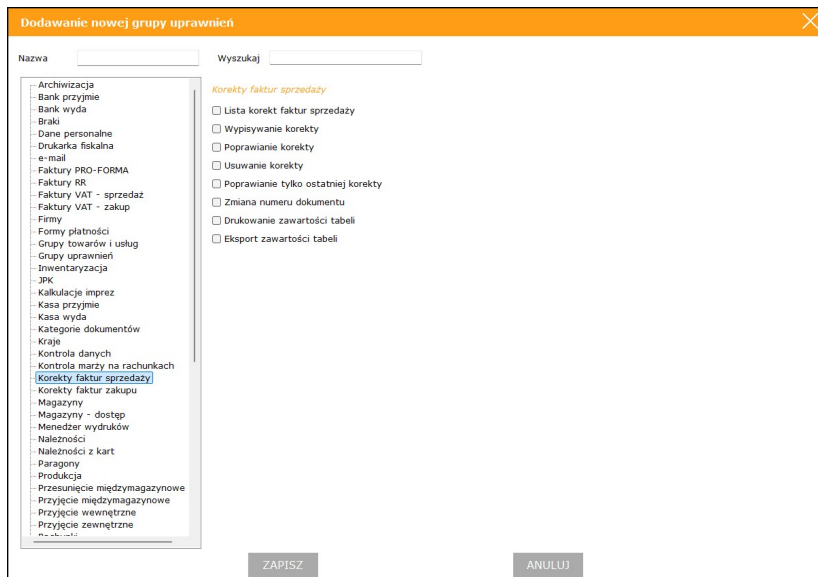 Dodawanie nowej grupy uprawnień
Nazwa
Wyszukaj
Archiwizacja
Bank przyjmie
Bank wyda
Braki
Dane personalne
Drukarka fiskalna
e-mail
Faktury PRO-FORMA
Faktury RR
Faktury VAT - sprzedaż
Faktury VAT - zakup
Firmy
Formy płatności
Grupy towarów i usług
Grupy uprawnień
Inwentaryzacja
JPK
Kalkulacje imprez
Kasa przyjmie
Kasa wyda
Kategorie dokumentów
Kraje
Kontrola danych
Kontrola marży na rachunkach
Korekty faktur sprzedaży
Korekty faktur zakupu
Magazyny
Magazyny - dostęp
Menedżer wydruków
Należności
Należności z kart
Paragony
Produkcja
Przesunięcie międzymagazynowe
Przyjęcie międzymagazynowe
Przyjęcie wewnętrzne
Przyjęcie zewnętrzne
Korekty faktur sprzedaży
Lista korekt faktur sprzedaży
Wypisywanie korekty
Poprawianie korekty
Usuwanie korekty
Poprawianie tylko ostatniej korekty
Zmiana numeru dokumentu
Drukowanie zawartości tabeli
Eksport zawartości tabeli
ZAPISZ
ANULUJ